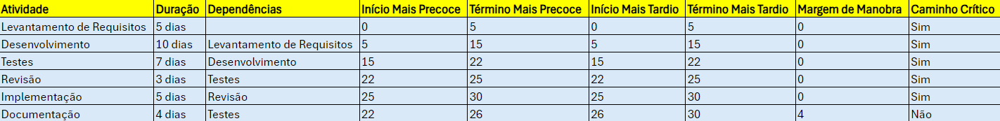 Atividade Duração Dependências Início Mais Precoce Término Mais Precoce Início Mais Tardio Término Mais Tardio Margem de Manobra Caminho Crítico
Levantamento de Requisitos 5 dias 0 5 0 5 0 Sim
Desenvolvimento 10 dias Levantamento de Requisitos 5 15 5 15 0 Sim
Testes 7 dias Desenvolvimento 15 22 15 22 0 Sim
Revisão 3 dias Testes 22 25 22 25 0 Sim
Implementação 5 dias Revisão 25 30 25 30 0 Sim
Documentação 4 dias Testes 22 26 26 30 4 Não